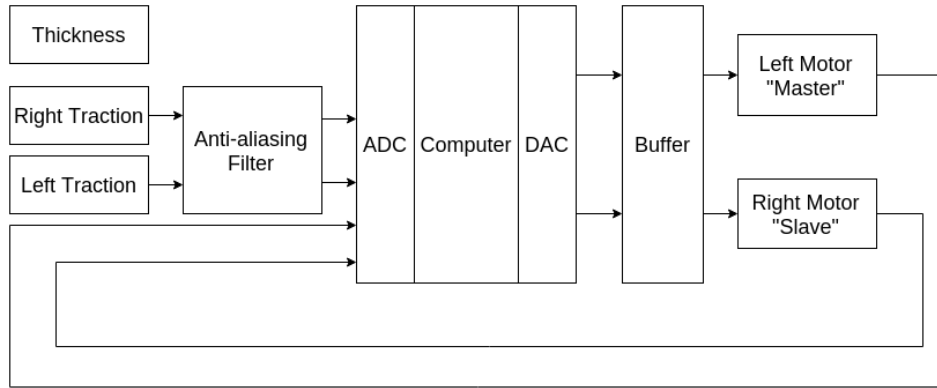 Thickness
Right Traction
Left Traction
Anti-aliasing
Filter
ADC
Computer
DAC
Buffer
Left Motor
"Master"
Right Motor
"Slave"